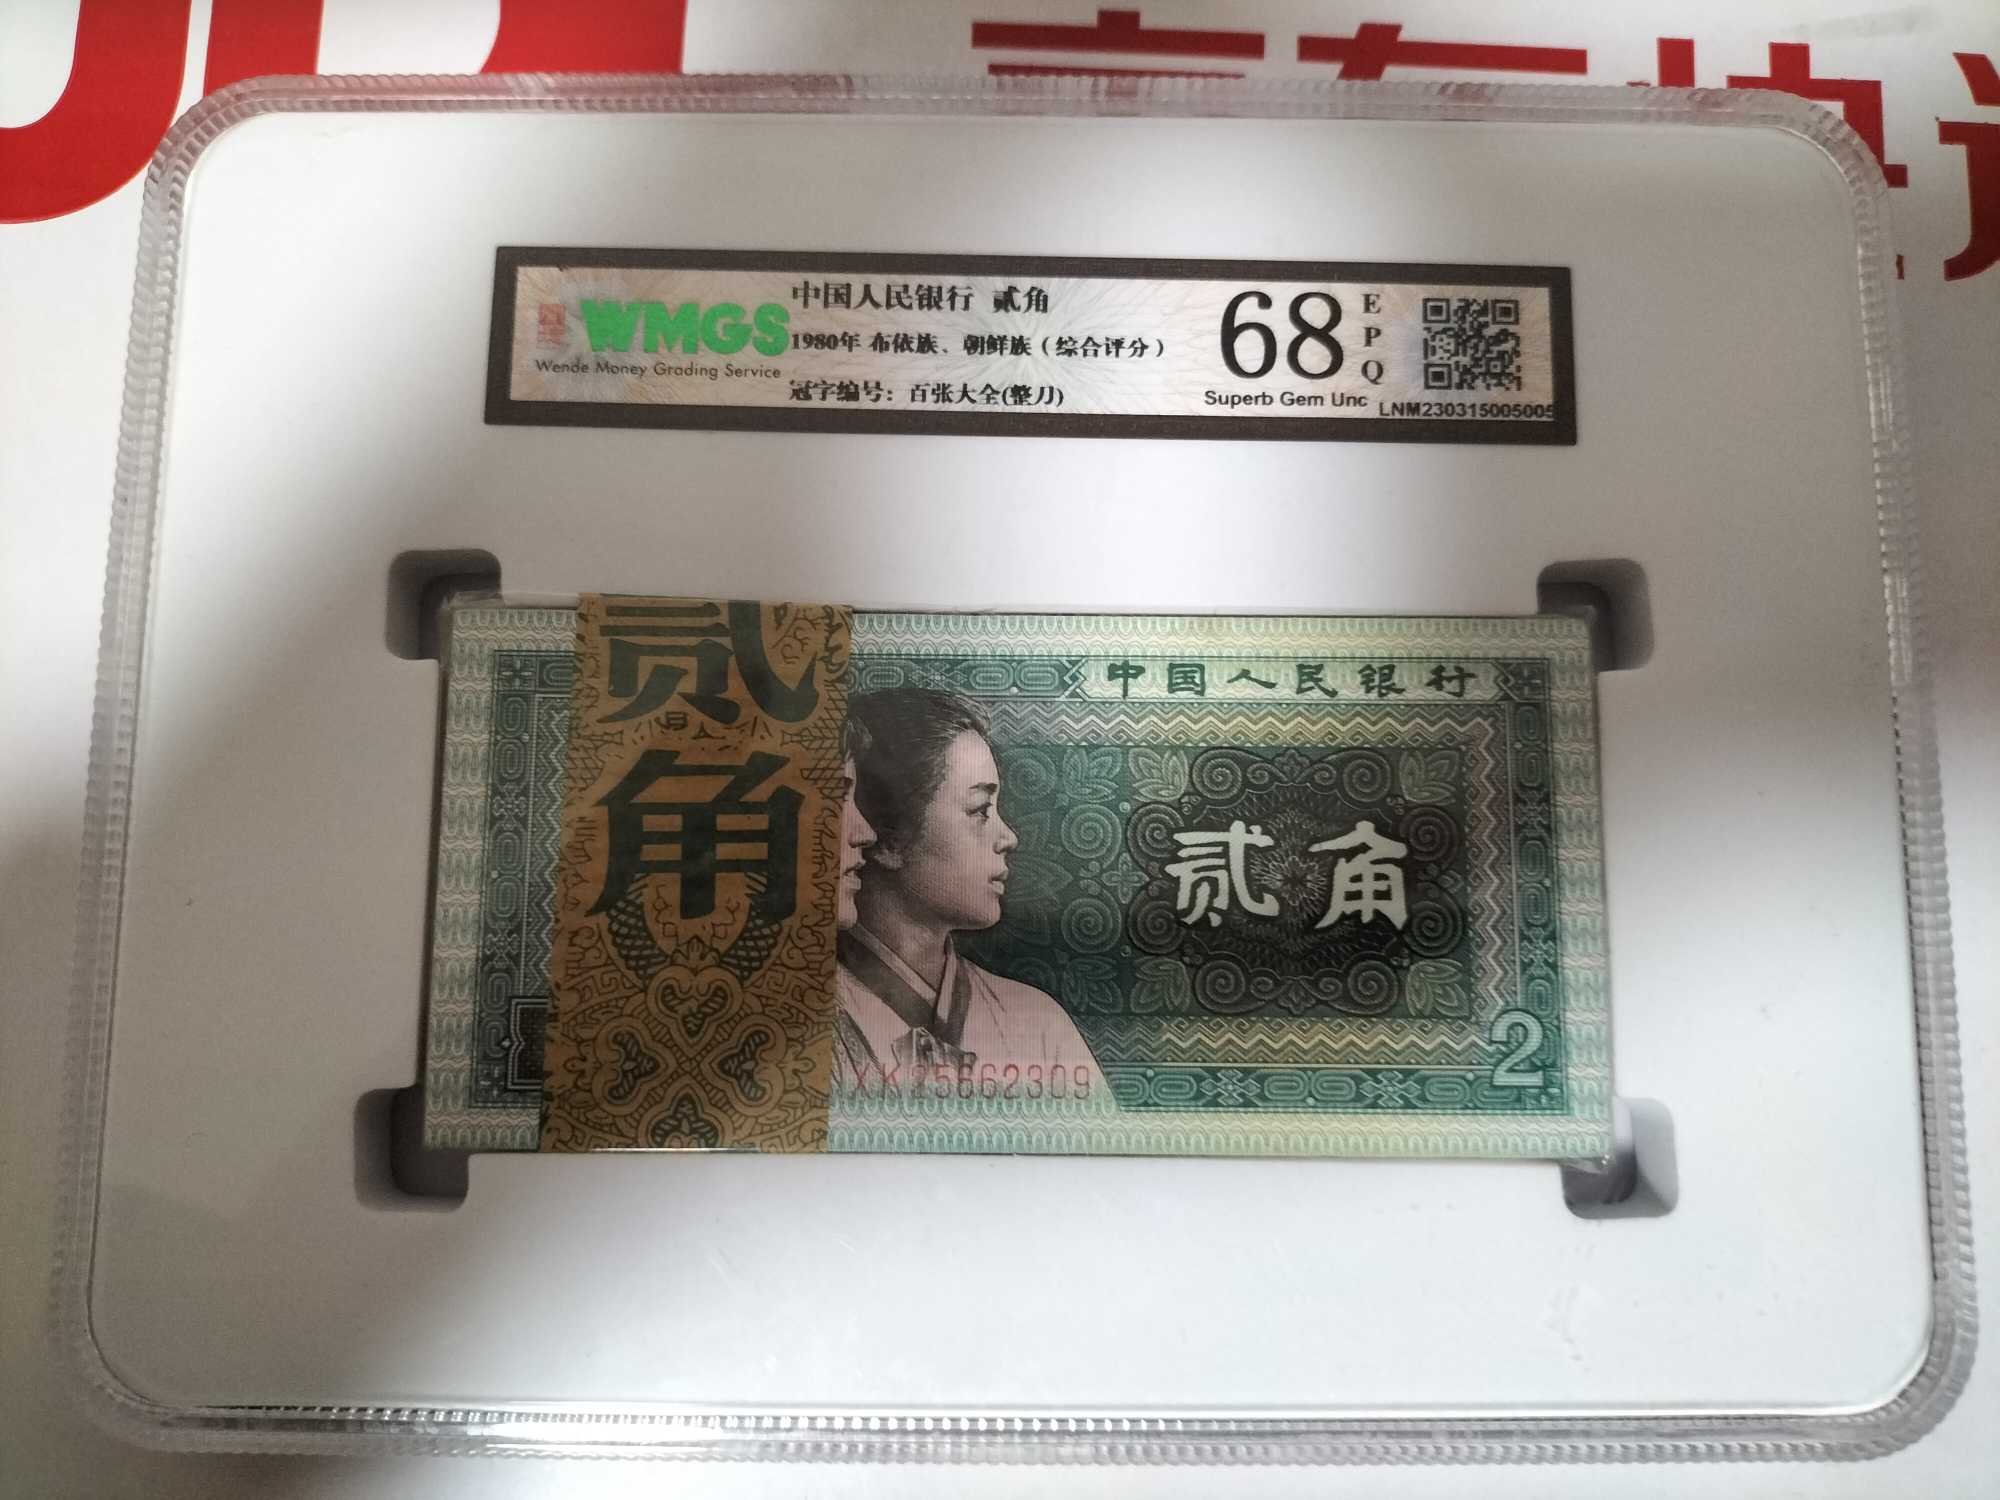 WMGS
Wende Money Grading Service
中国人民银行 贰角
1980年 布依族、朝鲜族（综合评分）
冠字编号：百张大全(整刀)
68
EPQ
Superb Gem Unc
LNM230315005005
贰角
中国人民银行
贰角
XK25662309
2